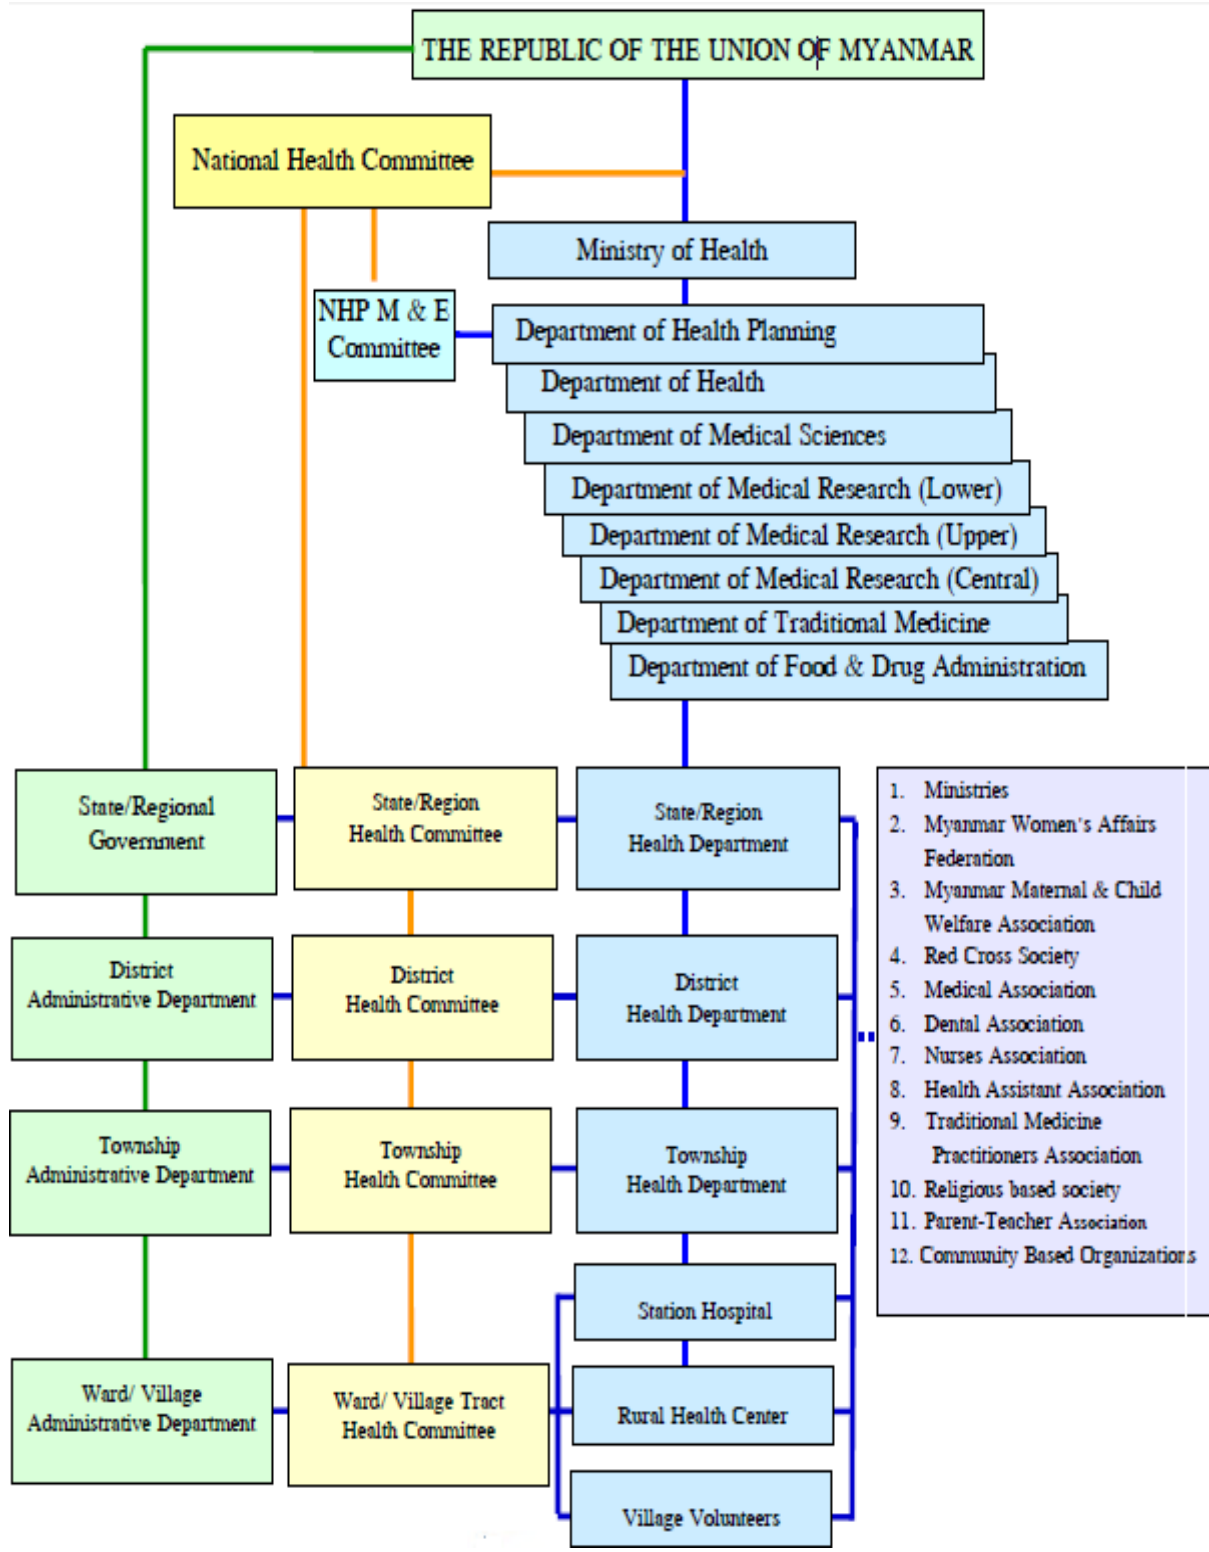 THE REPUBLIC OF THE UNION OF MYANMAR
National Health Committee
Ministry of Health
NHP M & E
Committee
Department of Health Planning
Department of Health
Department of Medical Sciences
Department of Medical Research (Lower)
Department of Medical Research (Upper)
Department of Medical Research (Central)
Department of Traditional Medicine
Department of Food & Drug Administration
State/Regional
Government
State/Region
Health Committee
State/Region
Health Department
District
Administrative Department
District
Health Committee
District
Health Department
Township
Administrative Department
Township
Health Committee
Township
Health Department
Station Hospital
Ward/ Village
Administrative Department
Ward/ Village Tract
Health Committee
Rural Health Center
Village Volunteers
1. Ministries
2. Myanmar Women's Affairs
Federation
3. Myanmar Maternal & Child
Welfare Association
4. Red Cross Society
5. Medical Association
6. Dental Association
7. Nurses Association
8. Health Assistant Association
9. Traditional Medicine
Practitioners Association
10. Religious based society
11. Parent-Teacher Association
12. Community Based Organizations